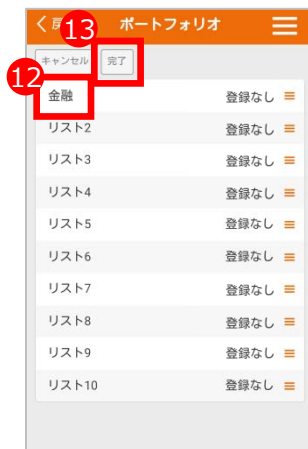 戻 ポートフォリオ
13
キャンセル 完了
12
金融 登録なし
リスト2 登録なし
リスト3 登録なし
リスト4 登録なし
リスト5 登録なし
リスト6 登録なし
リスト7 登録なし
リスト8 登録なし
リスト9 登録なし
リスト10 登録なし